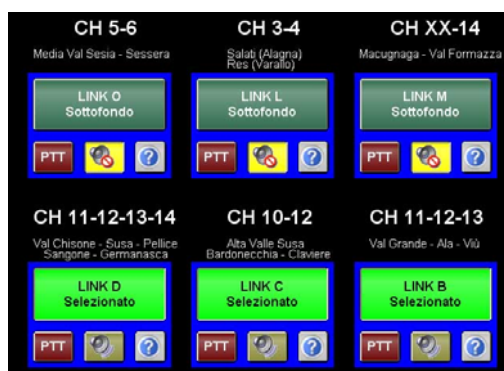 CH 5-6
Media Val Sesia - Sessera
LINK O
Sottofondo
PTT
?
CH 3-4
Salati (Alagna)
Res (Varallo)
LINK L
Sottofondo
PTT
?
CH XX-14
Macugnaga - Val Formazza
LINK M
Sottofondo
PTT
?
CH 11-12-13-14
Val Chisone - Susa - Pellice
Sangone - Germanasca
LINK D
Selezionato
PTT
?
CH 10-12
Alta Valle Susa
Bardonecchia - Claviere
LINK C
Selezionato
PTT
?
CH 11-12-13
Val Grande - Ala - Viù
LINK B
Selezionato
PTT
?